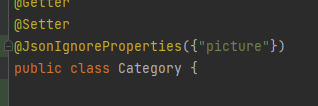 @Getter
@Setter
@JsonIgnoreProperties({"picture"})
public class Category {